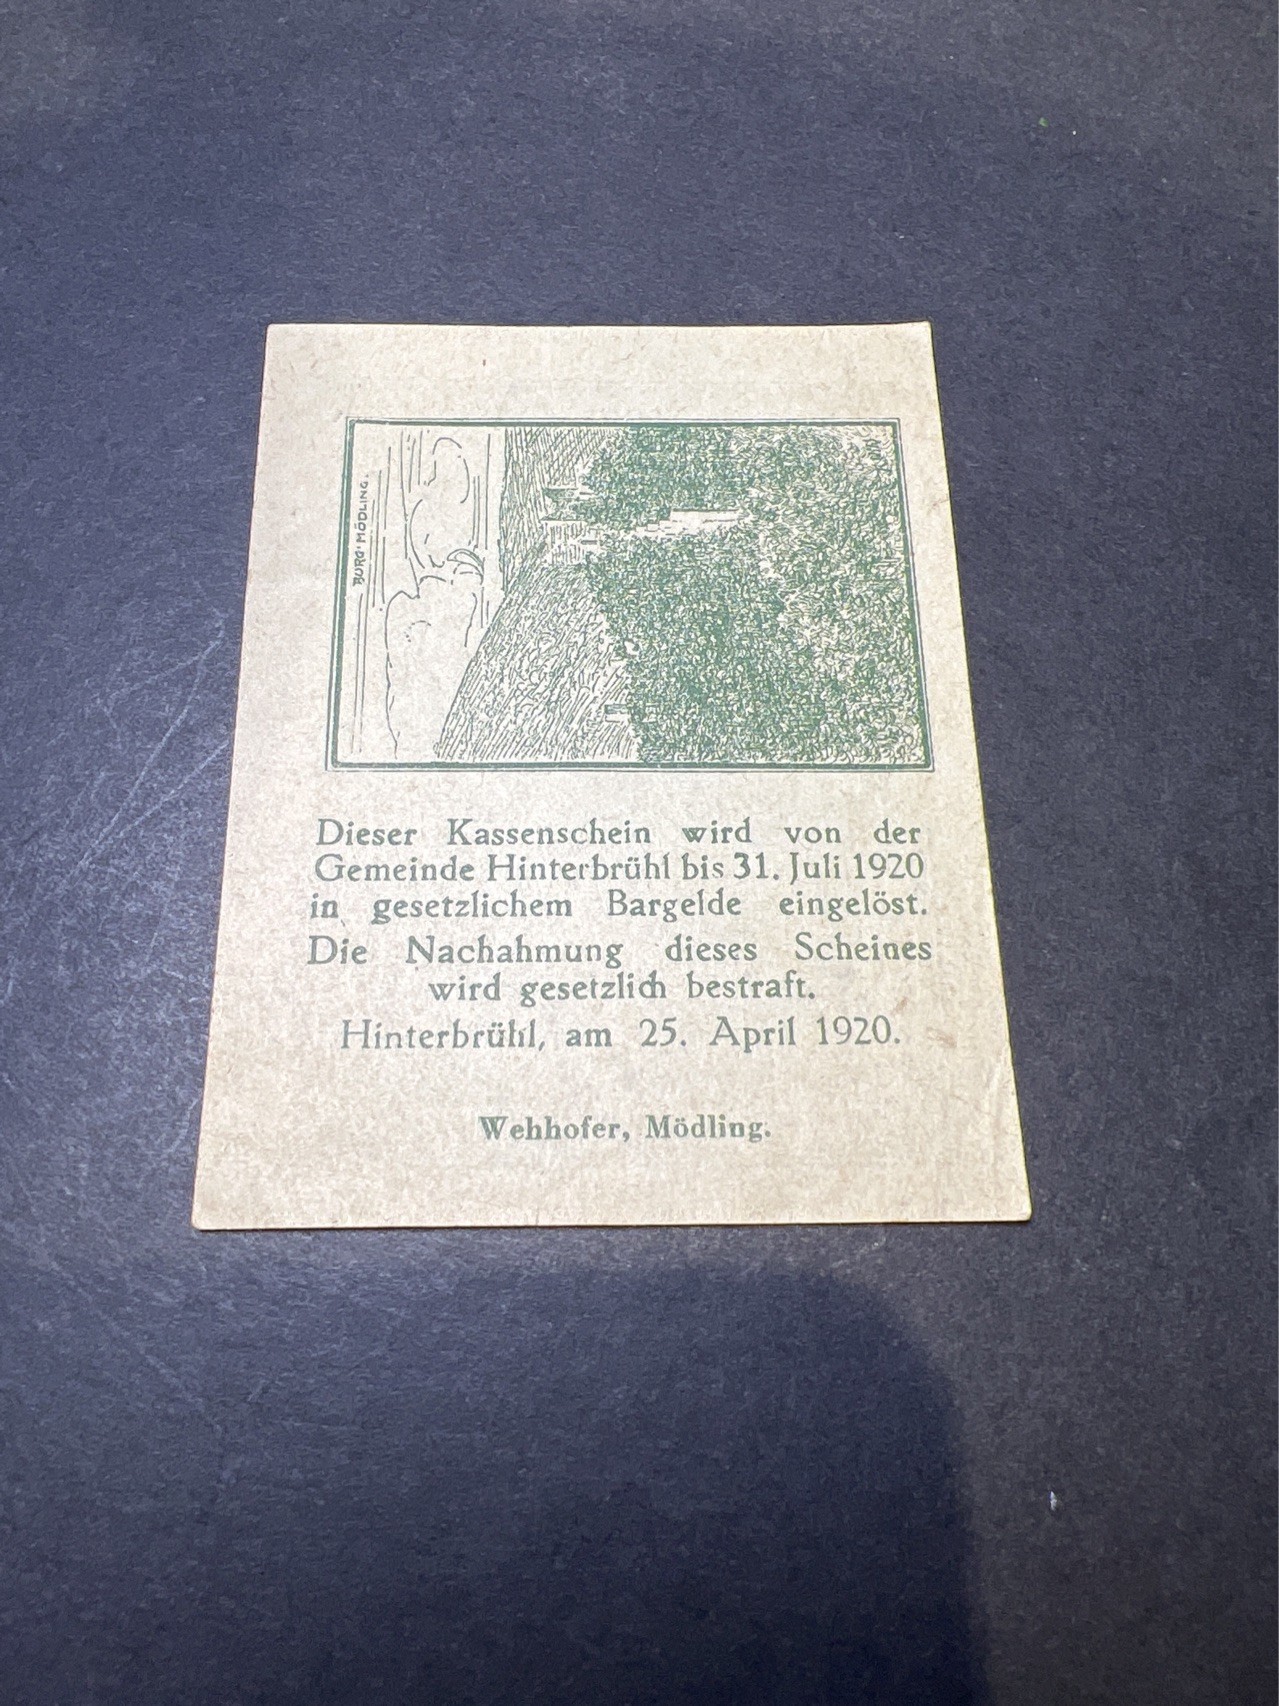 BURG·MÖDLING.
Dieser Kassenschein wird von der
Gemeinde Hinterbrühl bis 31. Juli 1920
in gesetzlichem Bargelde eingelöst.
Die Nachahmung dieses Scheines
wird gesetzlich bestraft.
Hinterbrühl, am 25. April 1920.
Wehhofer, Mödling.